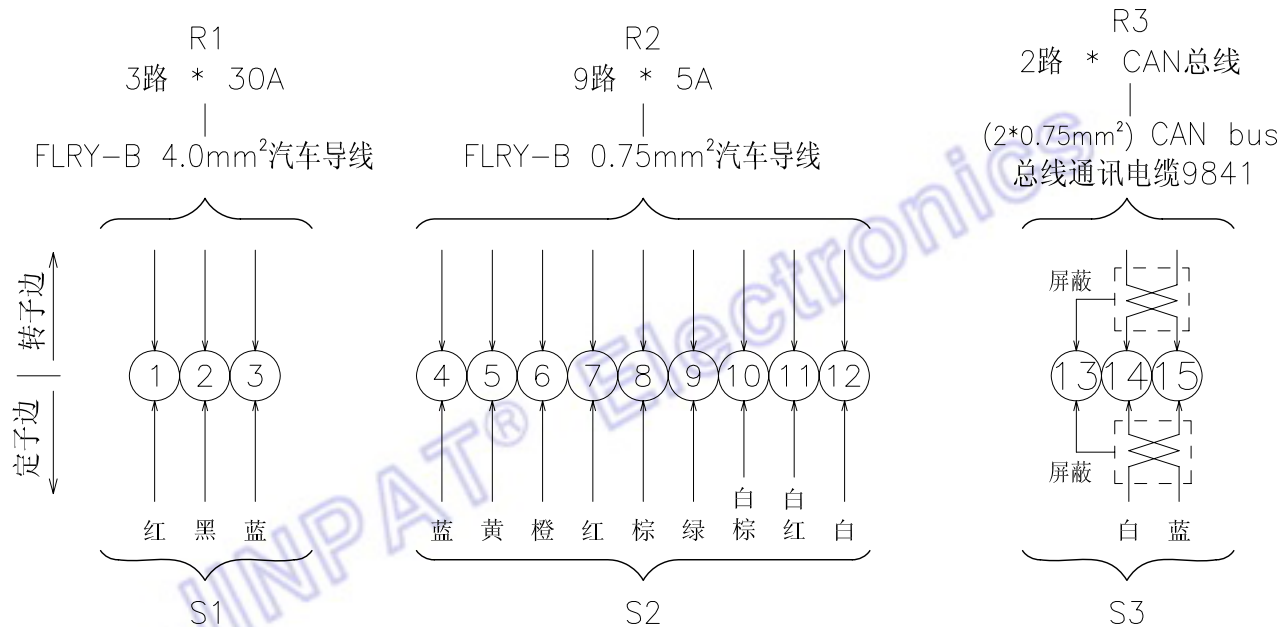 R1
3路 * 30A
FLRY-B 4.0mm²汽车导线
R2
9路 * 5A
FLRY-B 0.75mm²汽车导线
R3
2路 * CAN总线
(2*0.75mm²) CAN bus
总线通讯电缆9841
转子边
定子边
屏蔽
1 2 3
4 5 6 7 8 9 10 11 12
13 14 15
屏蔽
红 黑 蓝
蓝 黄 橙 红 棕 绿 白棕 白红 白
白 蓝
S1
S2
S3
JINPAT® Electronics